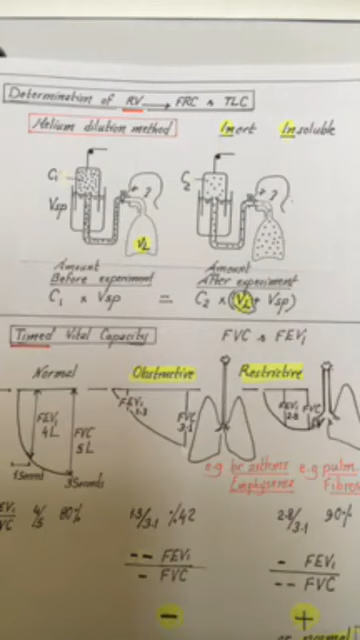 Determination of RV → FRC & TLC
Helium dilution method Inert Insoluble
C1 C2
Vsp
+ ? + ?
VL
Amount Amount
Before experiment After experiment
C1 x Vsp = C2 x (VL + Vsp)
Timed Vital Capacity FVC & FEV1
Normal Obstructive Restrictive
FEV1 4L FVC 5L
FEV1 1.3 FVC 3.1
FEV1 2.8 FVC
1 Second
3 Seconds
e.g br asthma e.g pulm
Emphysema Fibros
FEV1/VC 4/5 80% 1.3/3.1 %42 2.8/3.1 90%
-- FEV1 - FEV1
- FVC -- FVC
- +